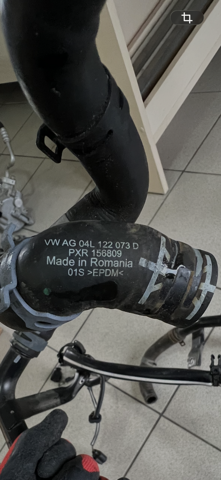 VW AG 04L 122 073 D
PXR 156809
Made in Romania
01S >EPDM<